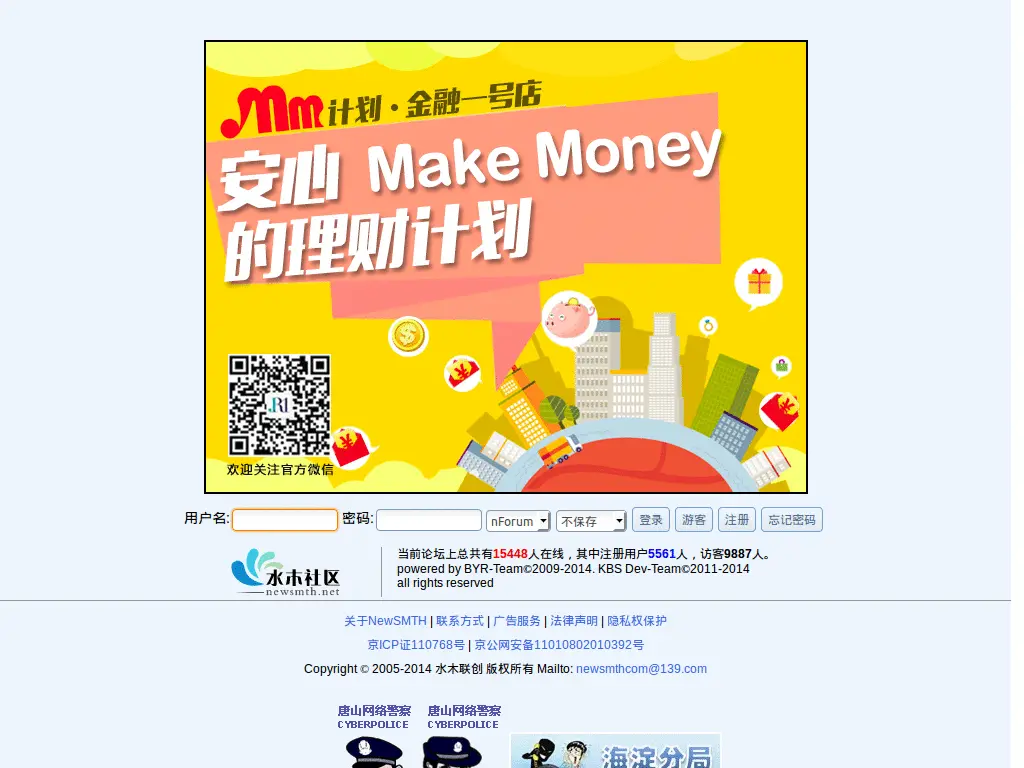 Mm计划·金融一号店
安心 Make Money
的理财计划
欢迎关注官方微信
用户名: 密码: nForum 不保存 登录 游客 注册 忘记密码
水木社区
newsmth.net
当前论坛上总共有15448人在线，其中注册用户5561人，访客9887人。
powered by BYR-Team©2009-2014. KBS Dev-Team©2011-2014
all rights reserved
关于NewSMTH | 联系方式 | 广告服务 | 法律声明 | 隐私权保护
京ICP证110768号 | 京公网安备11010802010392号
Copyright © 2005-2014 水木联创 版权所有 Mailto: newsmthcom@139.com
唐山网络警察 唐山网络警察
CYBERPOLICE CYBERPOLICE
海淀分局